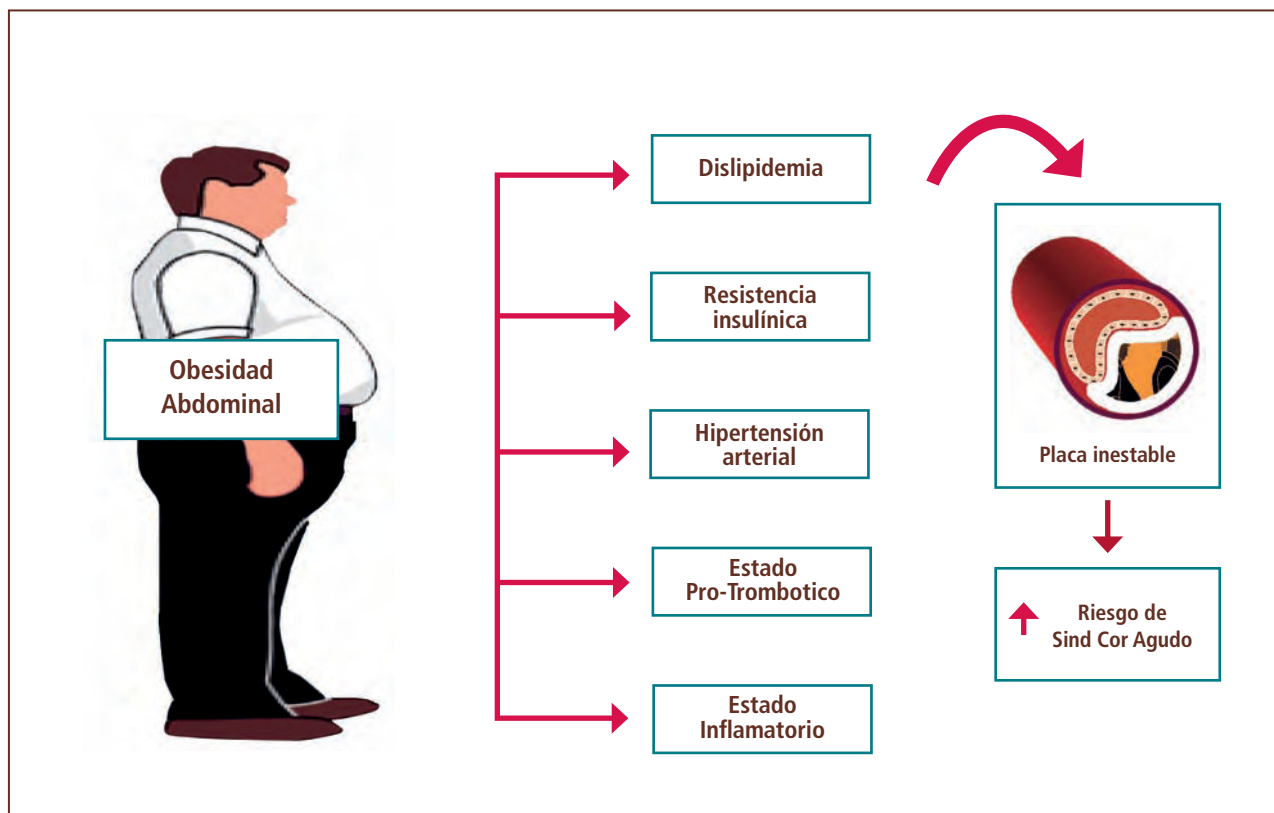 Obesidad
Abdominal
Dislipidemia
Resistencia
insulínica
Hipertensión
arterial
Estado
Pro-Trombotico
Estado
Inflamatorio
Placa inestable
Riesgo de
Sind Cor Agudo